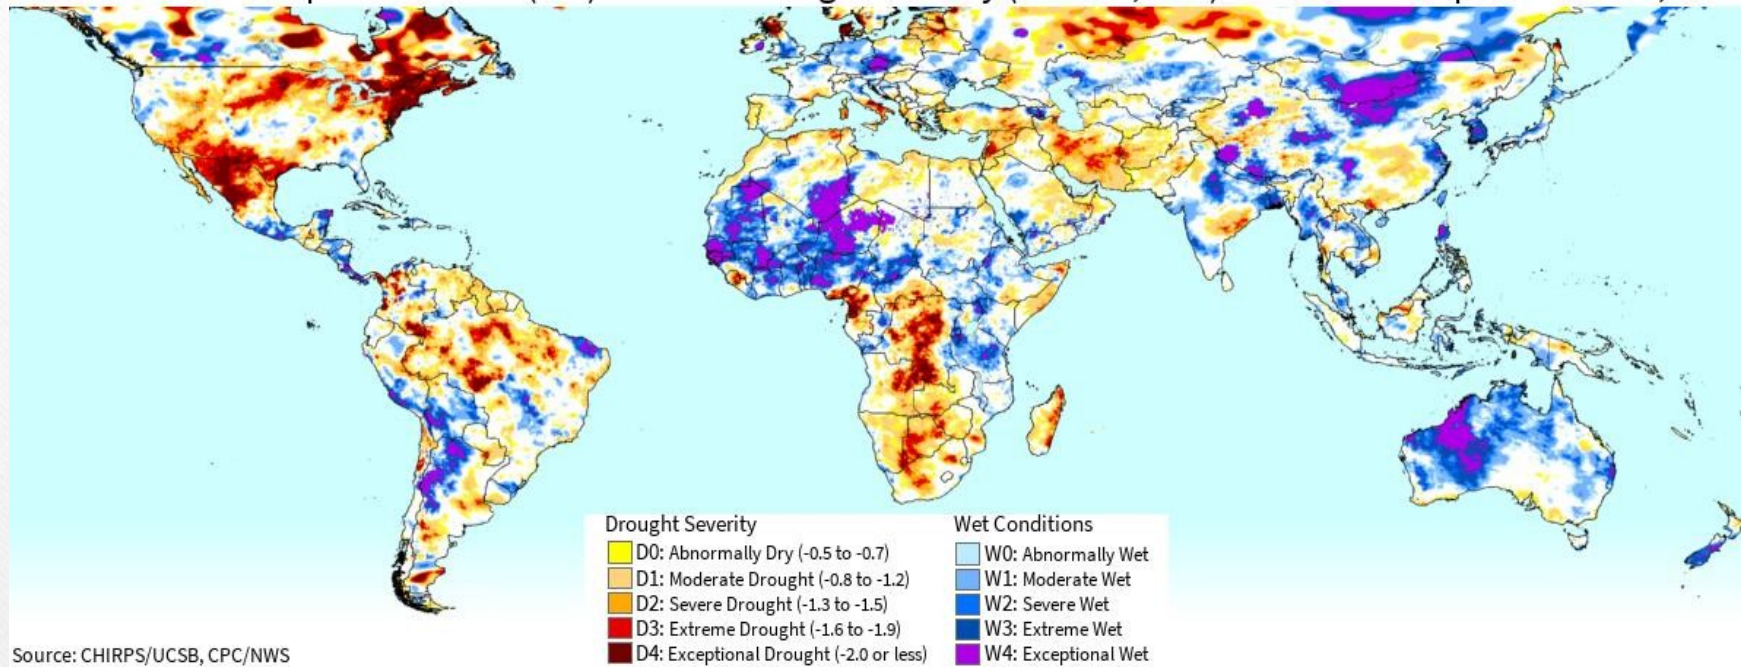 Drought Severity
D0: Abnormally Dry (-0.5 to -0.7)
D1: Moderate Drought (-0.8 to -1.2)
D2: Severe Drought (-1.3 to -1.5)
D3: Extreme Drought (-1.6 to -1.9)
D4: Exceptional Drought (-2.0 or less)
Wet Conditions
W0: Abnormally Wet
W1: Moderate Wet
W2: Severe Wet
W3: Extreme Wet
W4: Exceptional Wet
Source: CHIRPS/UCSB, CPC/NWS